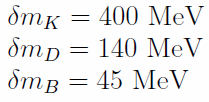 δm_K = 400 MeV
δm_D = 140 MeV
δm_B = 45 MeV